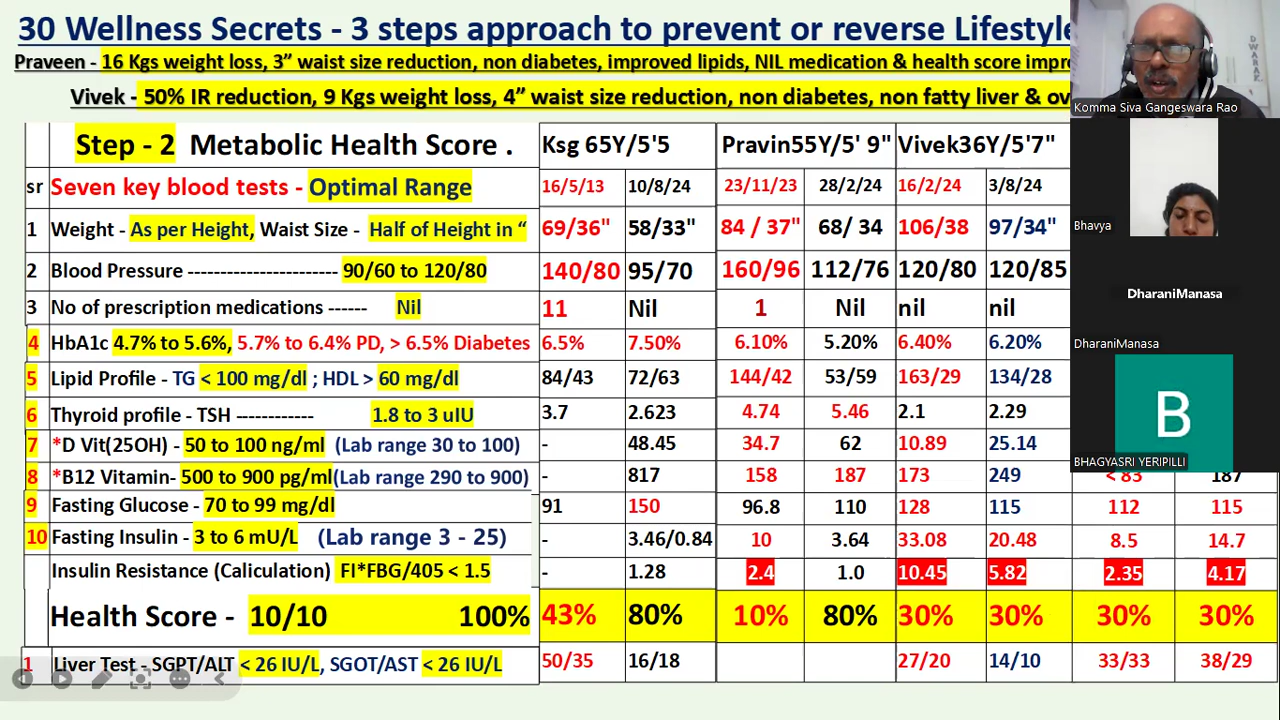 30 Wellness Secrets - 3 steps approach to prevent or reverse Lifestyle
Praveen - 16 Kgs weight loss, 3” waist size reduction, non diabetes, improved lipids, NIL medication & health score impr
Vivek - 50% IR reduction, 9 Kgs weight loss, 4” waist size reduction, non diabetes, non fatty liver & ov
Komma Siva Gangeswara Rao
Step - 2 Metabolic Health Score . Ksg 65Y/5'5 Pravin55Y/5' 9" Vivek36Y/5'7"
sr Seven key blood tests - Optimal Range 16/5/13 10/8/24 23/11/23 28/2/24 16/2/24 3/8/24
1 Weight - As per Height, Waist Size - Half of Height in “ 69/36" 58/33" 84 / 37" 68/ 34 106/38 97/34"
Bhavya
2 Blood Pressure ----------------------- 90/60 to 120/80 140/80 95/70 160/96 112/76 120/80 120/85
DharaniManasa
3 No of prescription medications ------ Nil 11 Nil 1 Nil nil nil
4 HbA1c 4.7% to 5.6%, 5.7% to 6.4% PD, > 6.5% Diabetes 6.5% 7.50% 6.10% 5.20% 6.40% 6.20%
DharaniManasa
5 Lipid Profile - TG < 100 mg/dl ; HDL > 60 mg/dl 84/43 72/63 144/42 53/59 163/29 134/28
6 Thyroid profile - TSH ------------ 1.8 to 3 uIU 3.7 2.623 4.74 5.46 2.1 2.29
B
7 *D Vit(25OH) - 50 to 100 ng/ml (Lab range 30 to 100) - 48.45 34.7 62 10.89 25.14
BHAGYASRI YERIPILLI
8 *B12 Vitamin- 500 to 900 pg/ml(Lab range 290 to 900) - 817 158 187 173 249 < 83 187
9 Fasting Glucose - 70 to 99 mg/dl 91 150 96.8 110 128 115 112 115
10 Fasting Insulin - 3 to 6 mU/L (Lab range 3 - 25) - 3.46/0.84 10 3.64 33.08 20.48 8.5 14.7
Insulin Resistance (Caliculation) FI*FBG/405 < 1.5 - 1.28 2.4 1.0 10.45 5.82 2.35 4.17
Health Score - 10/10 100% 43% 80% 10% 80% 30% 30% 30% 30%
1 Liver Test - SGPT/ALT < 26 IU/L, SGOT/AST < 26 IU/L 50/35 16/18 27/20 14/10 33/33 38/29